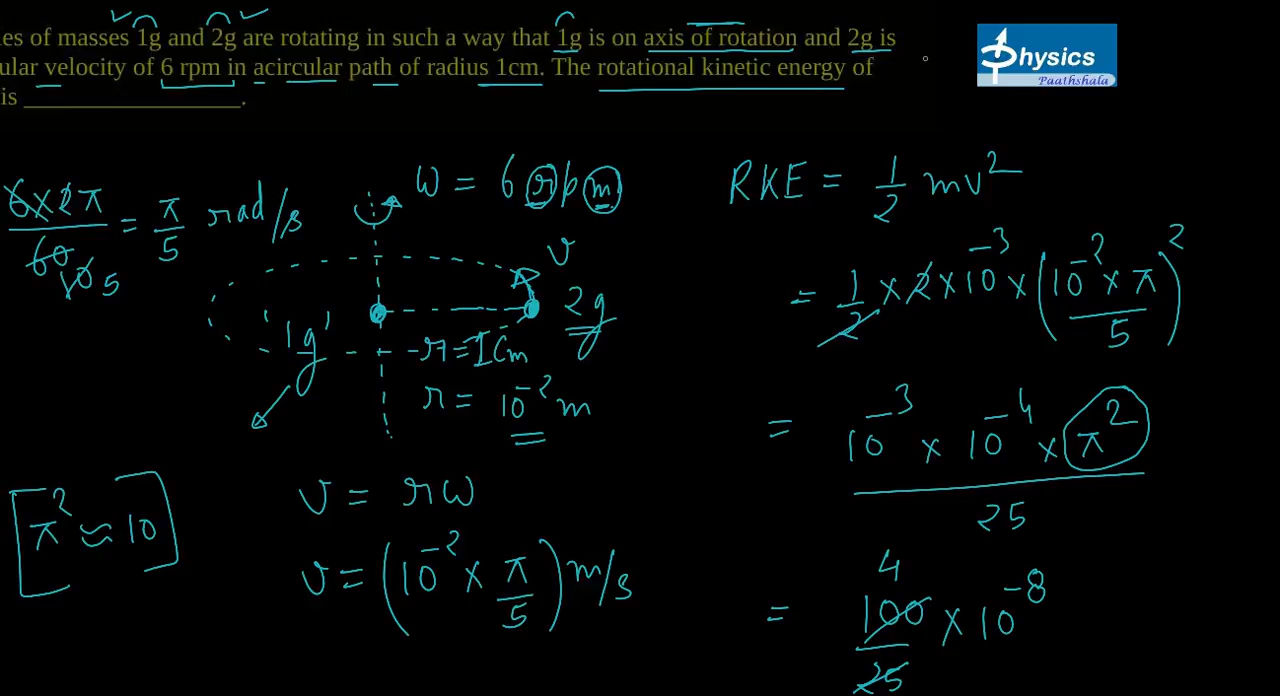 les of masses 1g and 2g are rotating in such a way that 1g is on axis of rotation and 2g is
ular velocity of 6 rpm in acircular path of radius 1cm. The rotational kinetic energy of
is ____________________.
Physics
Paathshala
6×2π/60 = π/5 rad/s
10 5
ω = 6 rpm
v
2g
'1g'
r = 1cm
r = 10⁻² m
π² ≈ 10
v = rω
v = (10⁻² × π/5) m/s
RKE = 1/2 mv²
= 1/2 × 2 × 10⁻³ × (10⁻² × π/5)²
= 10⁻³ × 10⁻⁴ × π² / 25
4
= 100/25 × 10⁻⁸